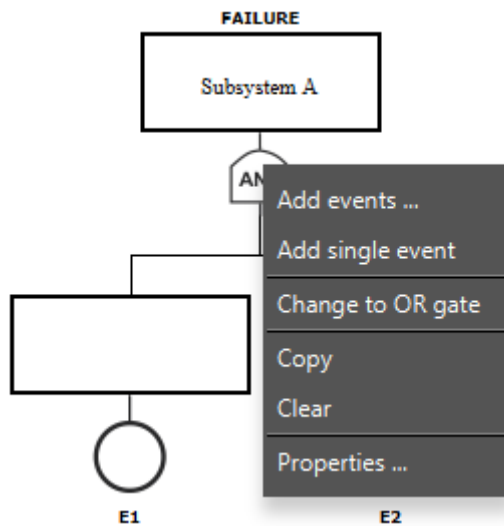 FAILURE
Subsystem A
Add events ...
Add single event
Change to OR gate
Copy
Clear
Properties ...
E1
E2